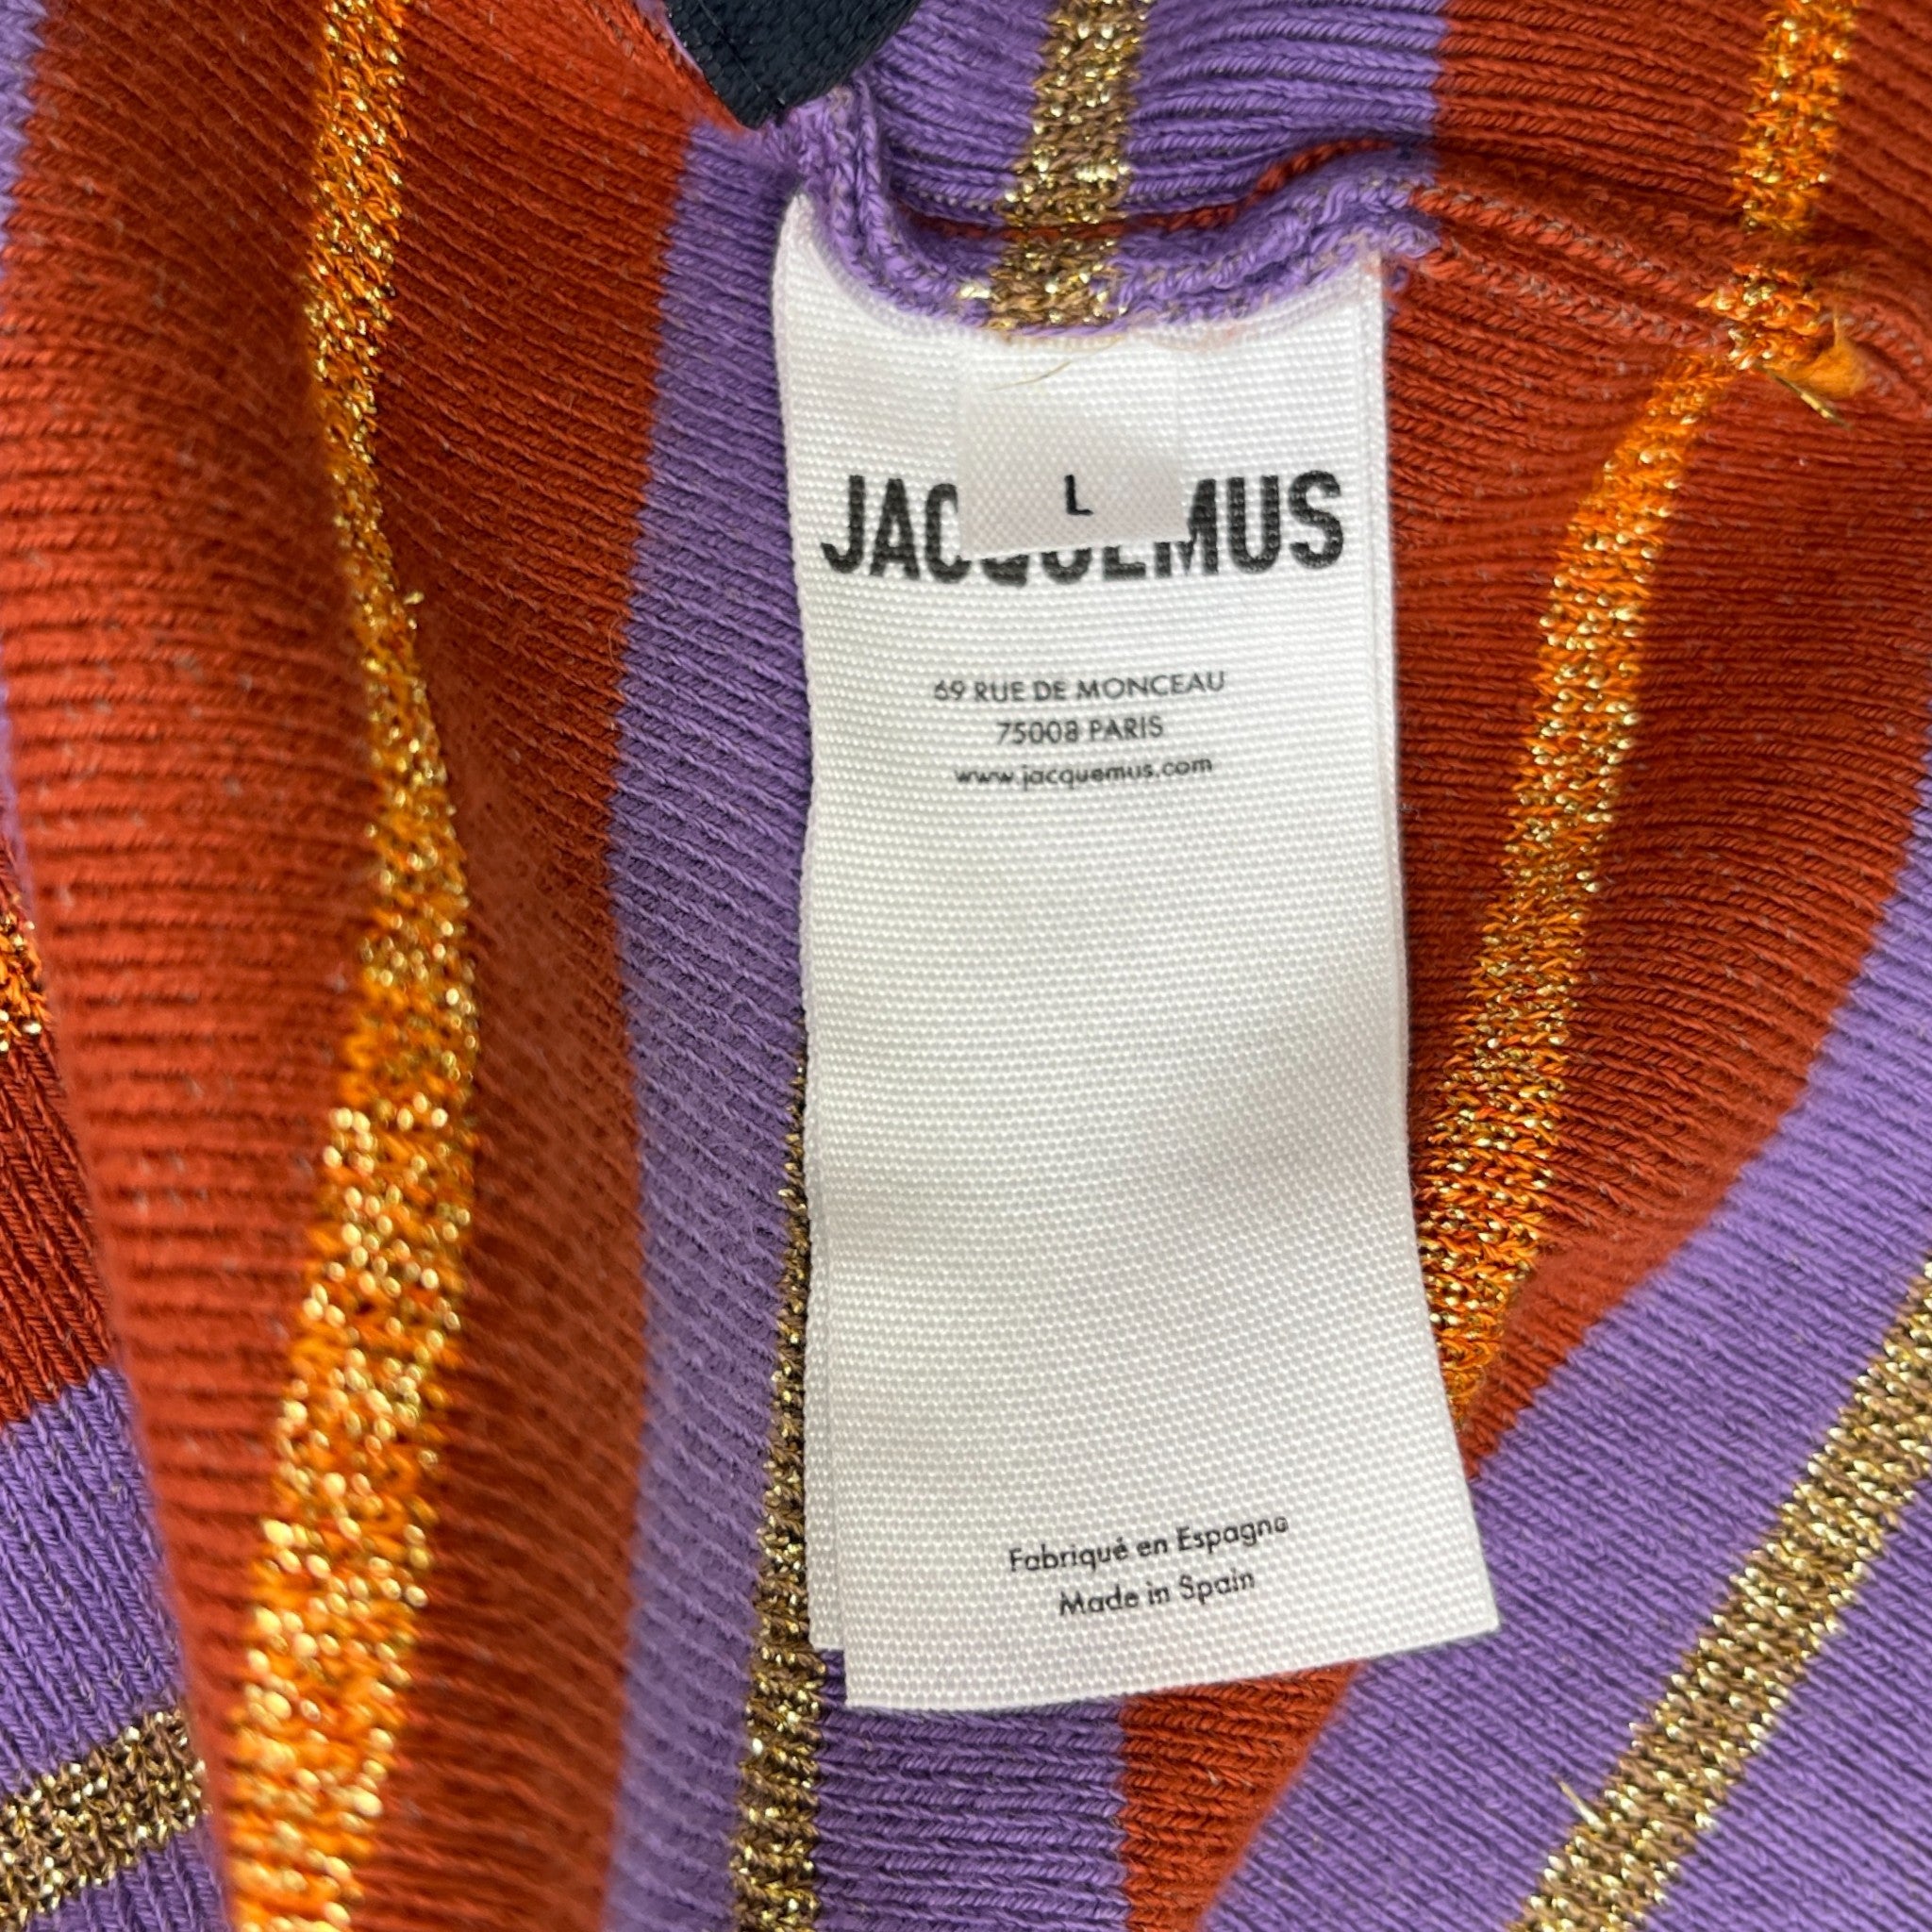 L
JACQUEMUS
69 RUE DE MONCEAU
75008 PARIS
www.jacquemus.com
Fabriqué en Espagne
Made in Spain